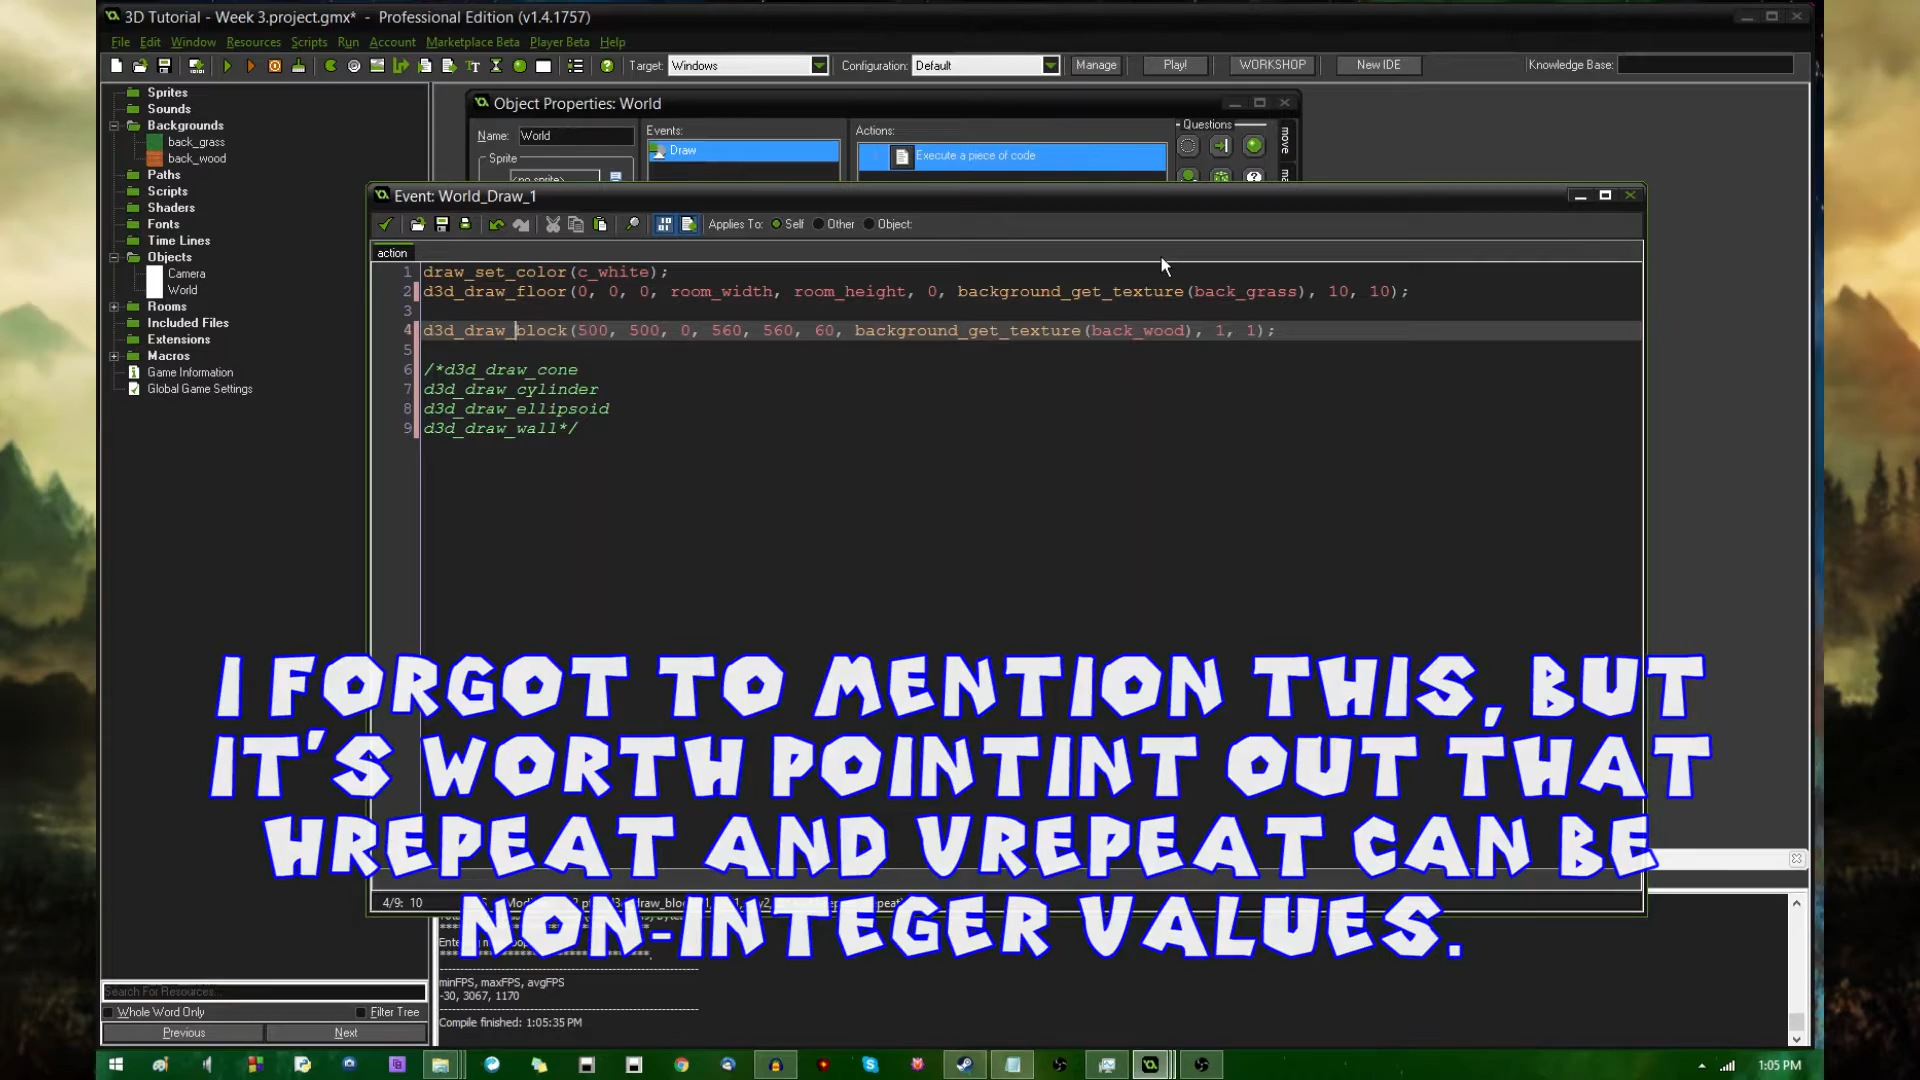 3D Tutorial - Week 3.project.gmx* - Professional Edition (v1.4.1757)
File Edit Window Resources Scripts Run Account Marketplace Beta Player Beta Help
Target: Windows Configuration: Default Manage Play! WORKSHOP New IDE Knowledge Base:
Sprites
Sounds
Backgrounds
back_grass
back_wood
Paths
Scripts
Shaders
Fonts
Time Lines
Objects
Camera
World
Rooms
Included Files
Extensions
Macros
Game Information
Global Game Settings
Object Properties: World
Name: World
Events:
Actions:
Questions
Sprite
<no sprite>
Draw
Execute a piece of code
move
Event: World_Draw_1
Applies To: Self Other Object:
action
1 draw_set_color(c_white);
2 d3d_draw_floor(0, 0, 0, room_width, room_height, 0, background_get_texture(back_grass), 10, 10);
3
4 d3d_draw_block(500, 500, 0, 560, 560, 60, background_get_texture(back_wood), 1, 1);
5
6 /*d3d_draw_cone
7 d3d_draw_cylinder
8 d3d_draw_ellipsoid
9 d3d_draw_wall*/
I FORGOT TO MENTION THIS, BUT
IT'S WORTH POINTINT OUT THAT
HREPEAT AND VREPEAT CAN BE
NON-INTEGER VALUES.
4/9: 10
minFPS, maxFPS, avgFPS
-30, 3067, 1170
Compile finished: 1:05:35 PM
Search For Resources...
Whole Word Only Filter Tree
Previous Next
1:05 PM